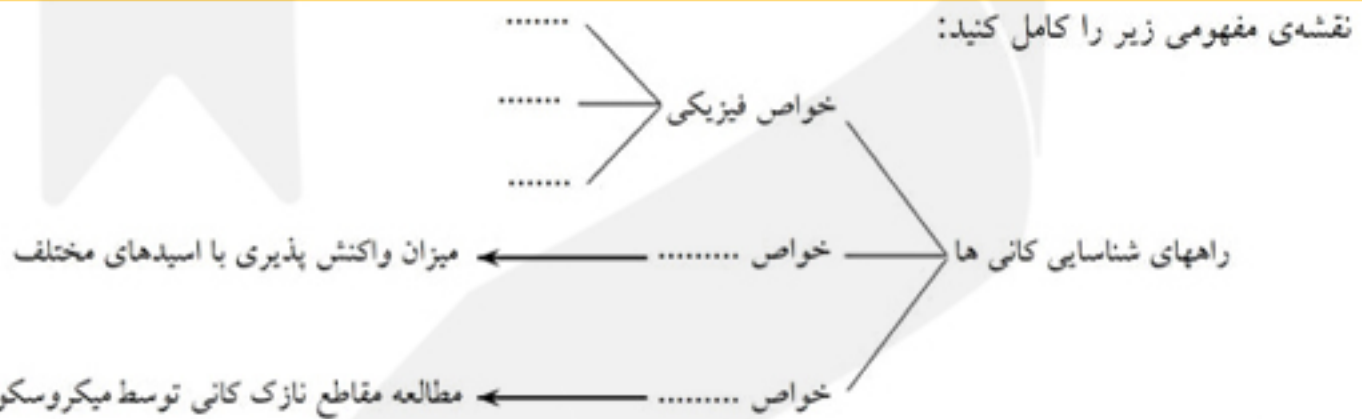 نقشه‌ی مفهومی زیر را کامل کنید:
.......
خواص فیزیکی .......
.......
راههای شناسایی کانی ها
خواص ......... میزان واکنش پذیری با اسیدهای مختلف
خواص ......... مطالعه مقاطع نازک کانی توسط میکروسکو